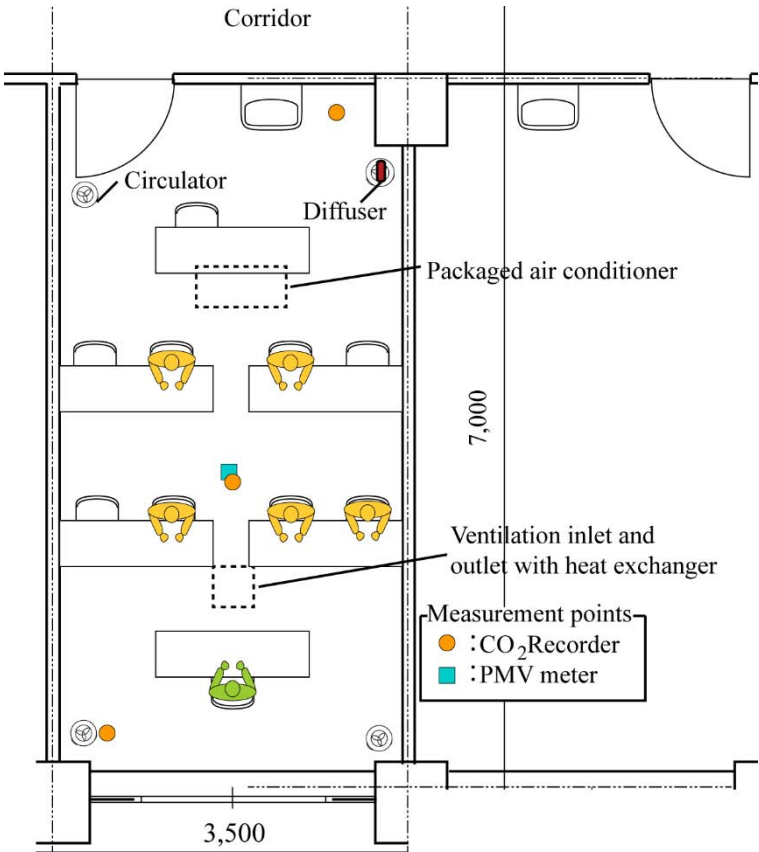 Corridor
Circulator
Diffuser
Packaged air conditioner
7,000
Ventilation inlet and
outlet with heat exchanger
Measurement points
:CO₂Recorder
:PMV meter
3,500